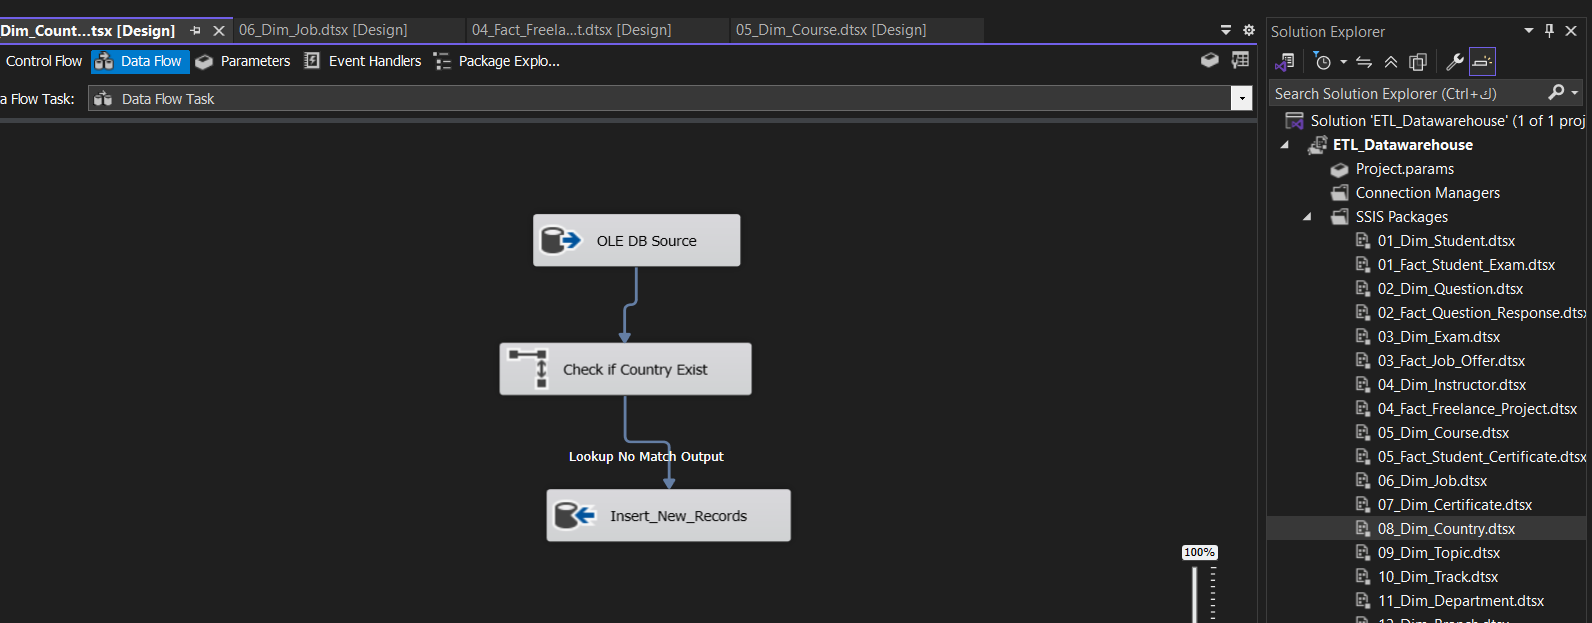 Dim_Count...tsx [Design]
06_Dim_Job.dtsx [Design]
04_Fact_Freela...t.dtsx [Design]
05_Dim_Course.dtsx [Design]
Control Flow
Data Flow
Parameters
Event Handlers
Package Explo...
a Flow Task:
Data Flow Task
OLE DB Source
Check if Country Exist
Lookup No Match Output
Insert_New_Records
100%
Solution Explorer
Search Solution Explorer (Ctrl+ك)
Solution 'ETL_Datawarehouse' (1 of 1 proj
ETL_Datawarehouse
Project.params
Connection Managers
SSIS Packages
01_Dim_Student.dtsx
01_Fact_Student_Exam.dtsx
02_Dim_Question.dtsx
02_Fact_Question_Response.dtsx
03_Dim_Exam.dtsx
03_Fact_Job_Offer.dtsx
04_Dim_Instructor.dtsx
04_Fact_Freelance_Project.dtsx
05_Dim_Course.dtsx
05_Fact_Student_Certificate.dtsx
06_Dim_Job.dtsx
07_Dim_Certificate.dtsx
08_Dim_Country.dtsx
09_Dim_Topic.dtsx
10_Dim_Track.dtsx
11_Dim_Department.dtsx
12_Dim_Branch.dtsx